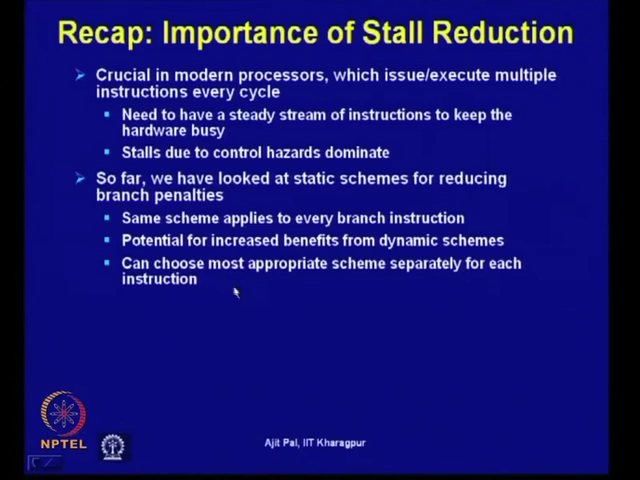 Recap: Importance of Stall Reduction
Crucial in modern processors, which issue/execute multiple
instructions every cycle
Need to have a steady stream of instructions to keep the
hardware busy
Stalls due to control hazards dominate
So far, we have looked at static schemes for reducing
branch penalties
Same scheme applies to every branch instruction
Potential for increased benefits from dynamic schemes
Can choose most appropriate scheme separately for each
instruction
NPTEL
Ajit Pal, IIT Kharagpur